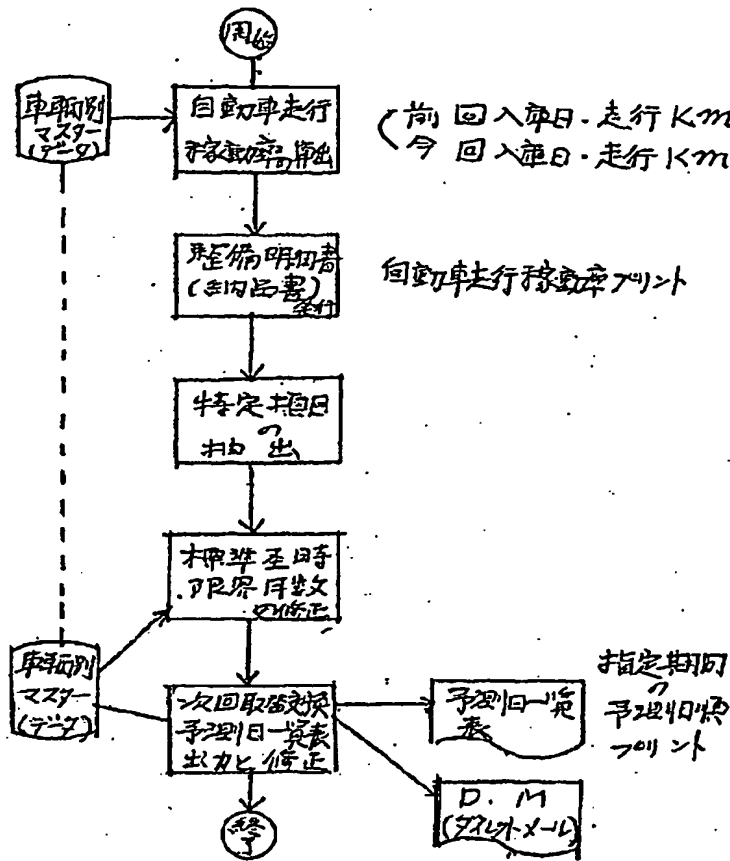 開始
車輌別
マスター
(データ)
自動車走行
稼動率の算出
前回入庫日・走行Km
今回入庫日・走行Km
整備明細書
(兼納品書)
発行
自動車走行稼動率プリント
特定項目
の
抽出
標準至時
限界月数
の修正
車輌別
マスター
(データ)
次回取替交換
予測日一覧表
出力と修正
予測日一覧
表
指定期間
の
予測日順
プリント
D.M
(ダイレクトメール)
終了